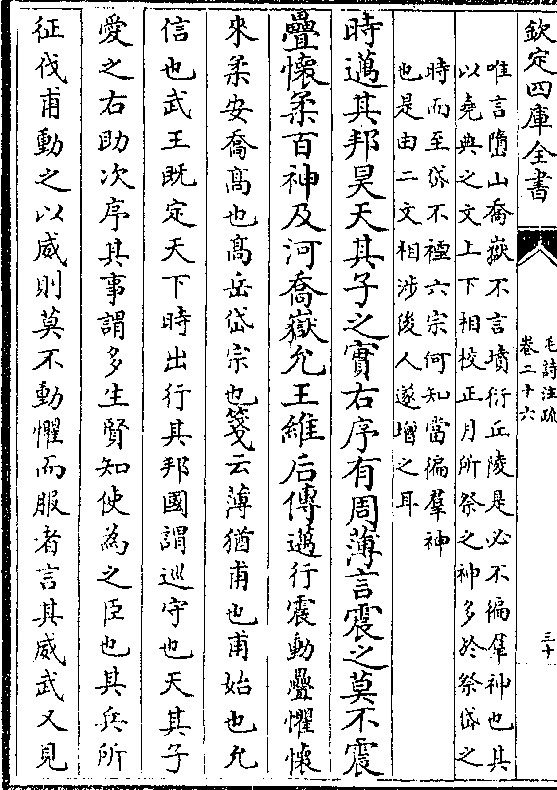 欽定四庫全書
毛詩注疏
卷二十六
三十
唯言墮山喬嶽不言墳衍丘陵是必不徧羣神也其
以堯典之文上下相校正月所祭之神多於祭岱之
時而至岱不禋六宗何知當徧羣神
也是由二文相涉後人遂增之耳
時邁其邦昊天其子之實右序有周薄言震之莫不震
疊懷柔百神及河喬嶽允王維后傳邁行震動疊懼懷
來柔安喬髙也髙岳岱宗也箋云薄猶甫也甫始也允
信也武王既定天下時出行其邦國謂巡守也天其子
愛之右助次序其事謂多生賢知使為之臣也其兵所
征伐甫動之以威則莫不動懼而服者言其威武又見